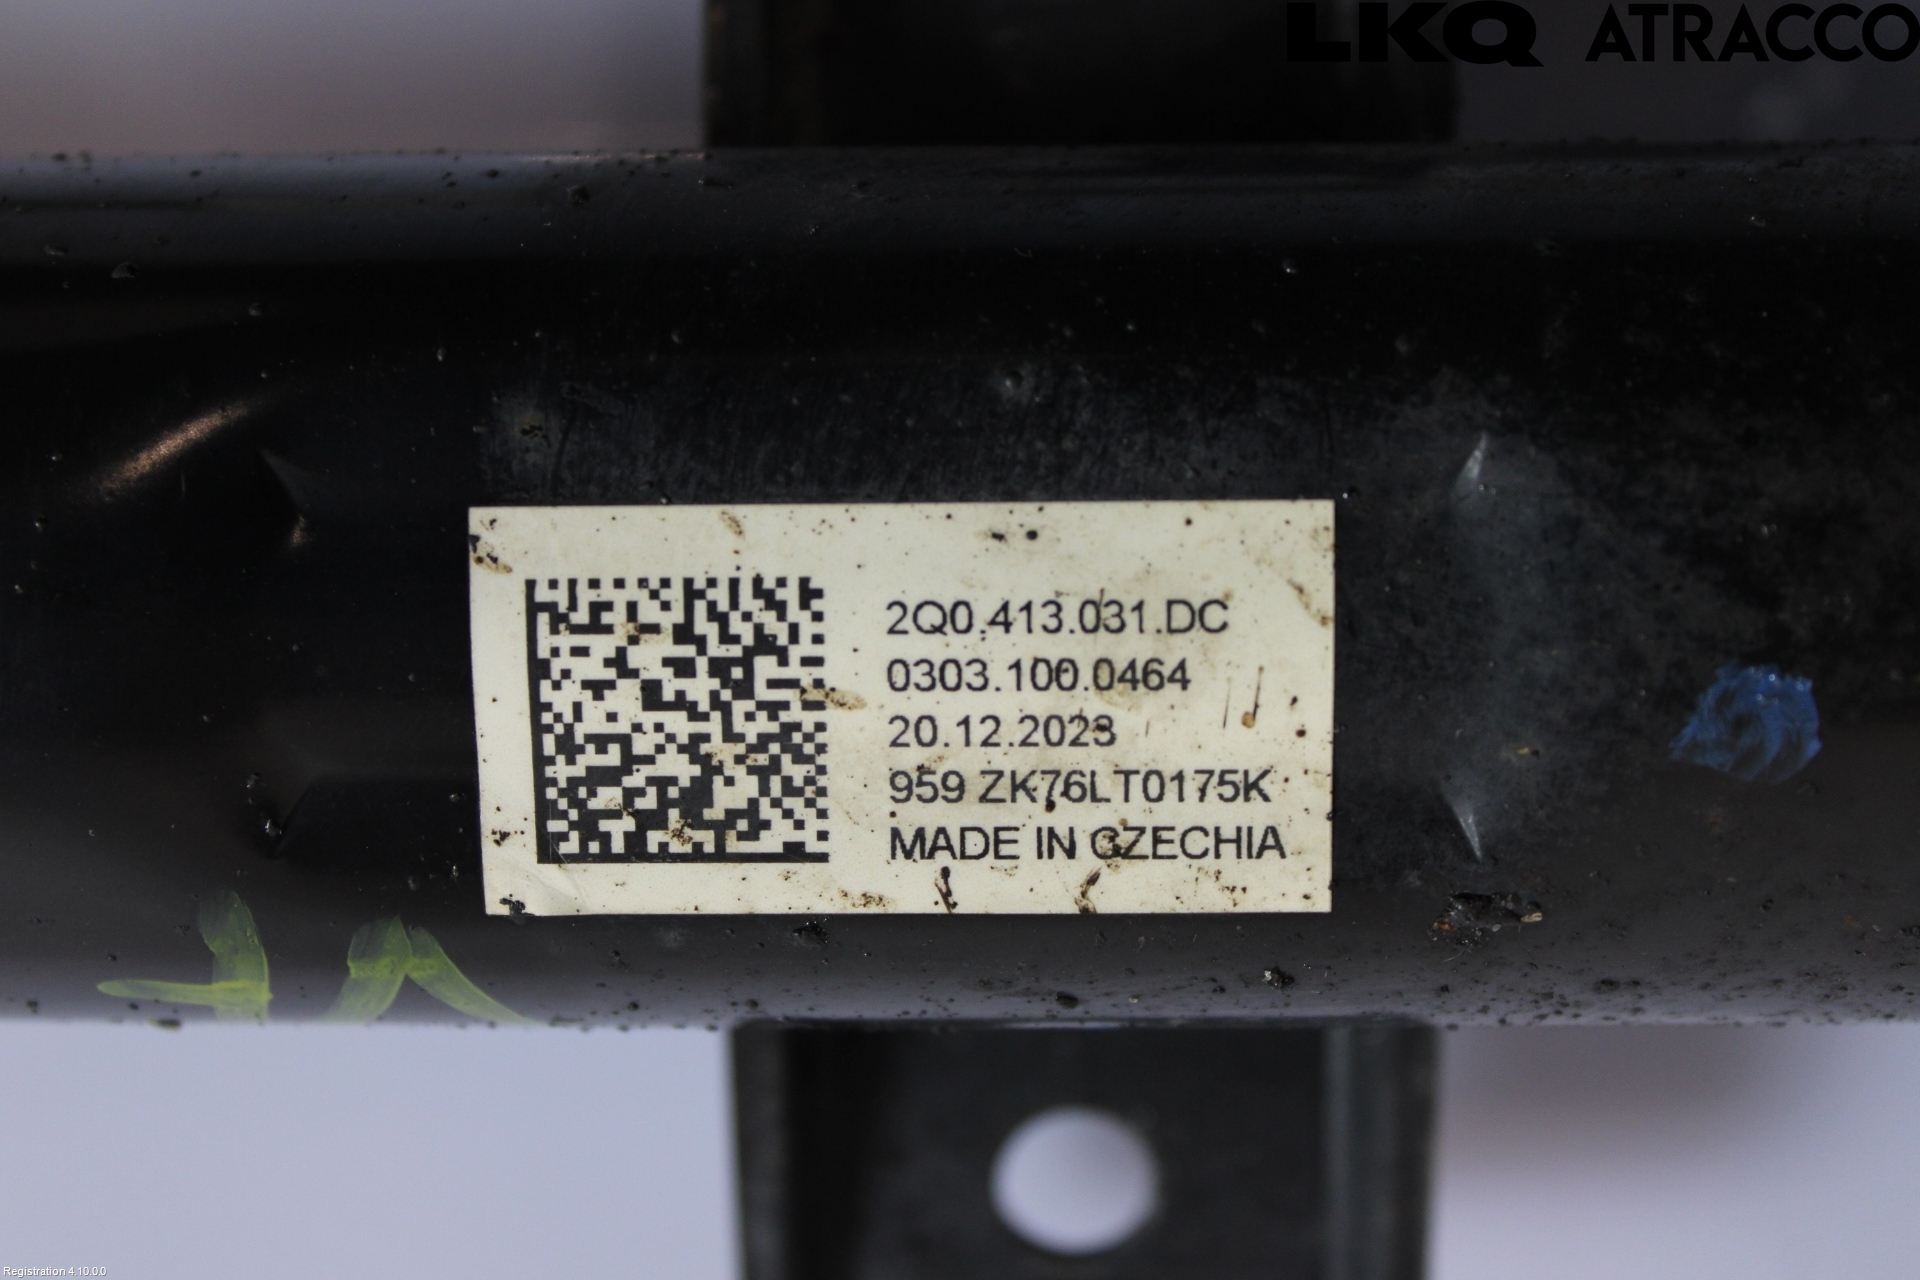 LKQ ATRACCO
2Q0.413.031.DC
0303.100.0464
20.12.2023
959 ZK76LT0175K
MADE IN CZECHIA
Registration 4.10.0.0